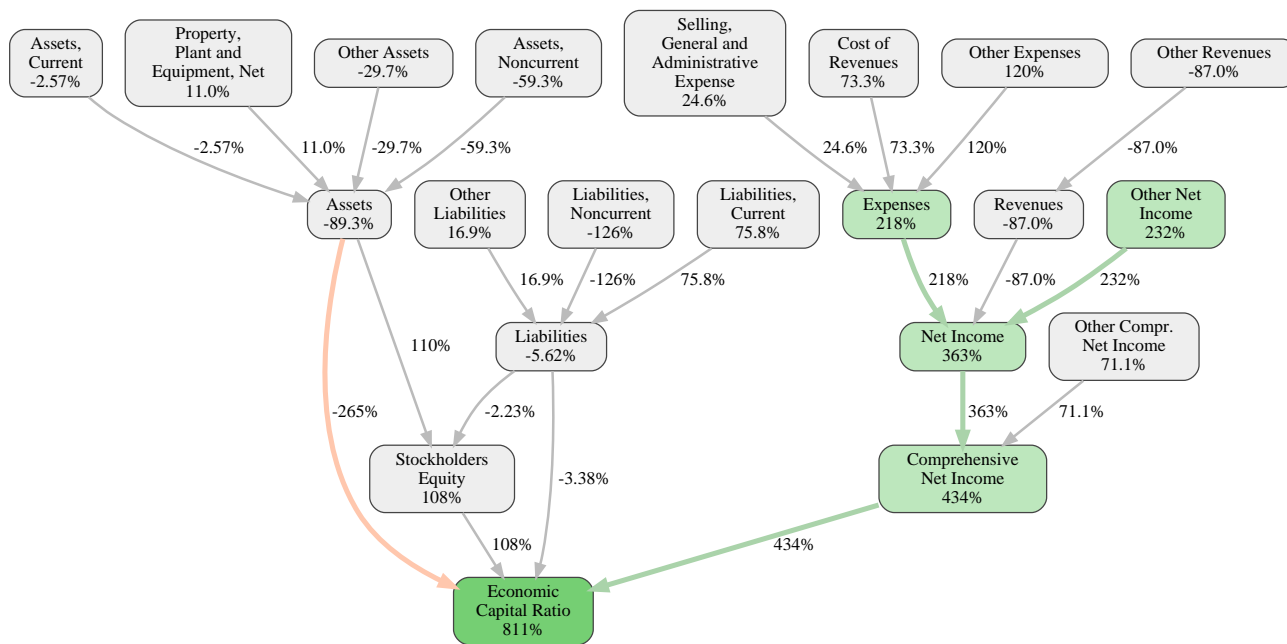 Assets,
Current
-2.57%
Property,
Plant and
Equipment, Net
11.0%
Other Assets
-29.7%
Assets,
Noncurrent
-59.3%
Selling,
General and
Administrative
Expense
24.6%
Cost of
Revenues
73.3%
Other Expenses
120%
Other Revenues
-87.0%
-2.57%
11.0%
-29.7%
-59.3%
24.6%
73.3%
120%
-87.0%
Assets
-89.3%
Other
Liabilities
16.9%
Liabilities,
Noncurrent
-126%
Liabilities,
Current
75.8%
Expenses
218%
Revenues
-87.0%
Other Net
Income
232%
16.9%
-126%
75.8%
218%
-87.0%
232%
110%
Liabilities
-5.62%
Net Income
363%
Other Compr.
Net Income
71.1%
-265%
-2.23%
363%
71.1%
Stockholders
Equity
108%
-3.38%
Comprehensive
Net Income
434%
108%
434%
Economic
Capital Ratio
811%